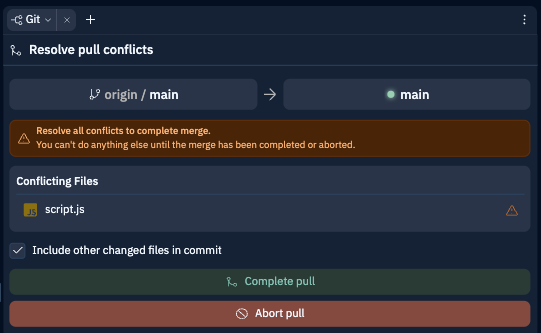 Git
Resolve pull conflicts
origin / main
main
Resolve all conflicts to complete merge.
You can't do anything else until the merge has been completed or aborted.
Conflicting Files
JS script.js
Include other changed files in commit
Complete pull
Abort pull